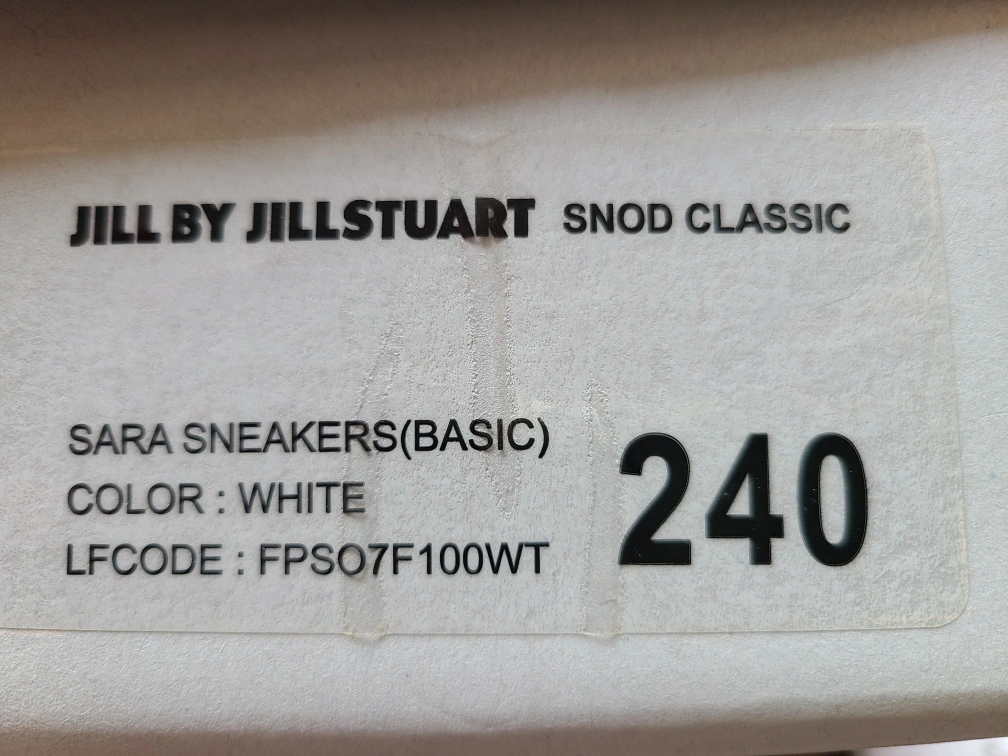 JILL BY JILLSTUART SNOD CLASSIC
SARA SNEAKERS(BASIC)
COLOR : WHITE
LFCODE : FPSO7F100WT
240